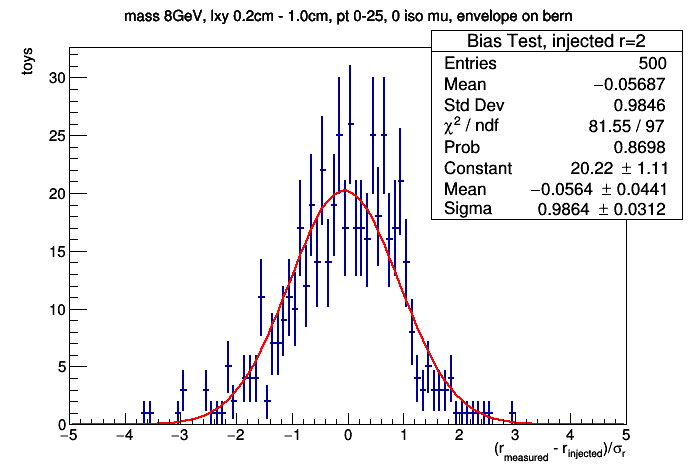 mass 8GeV, lxy 0.2cm - 1.0cm, pt 0-25, 0 iso mu, envelope on bern
toys
Bias Test, injected r=2
Entries 500
Mean −0.05687
Std Dev 0.9846
χ² / ndf 81.55 / 97
Prob 0.8698
Constant 20.22 ± 1.11
Mean −0.0564 ± 0.0441
Sigma 0.9864 ± 0.0312
30
25
20
15
10
5
0
−5 −4 −3 −2 −1 0 1 2 3 4 5
(r_measured - r_injected)/σ_r